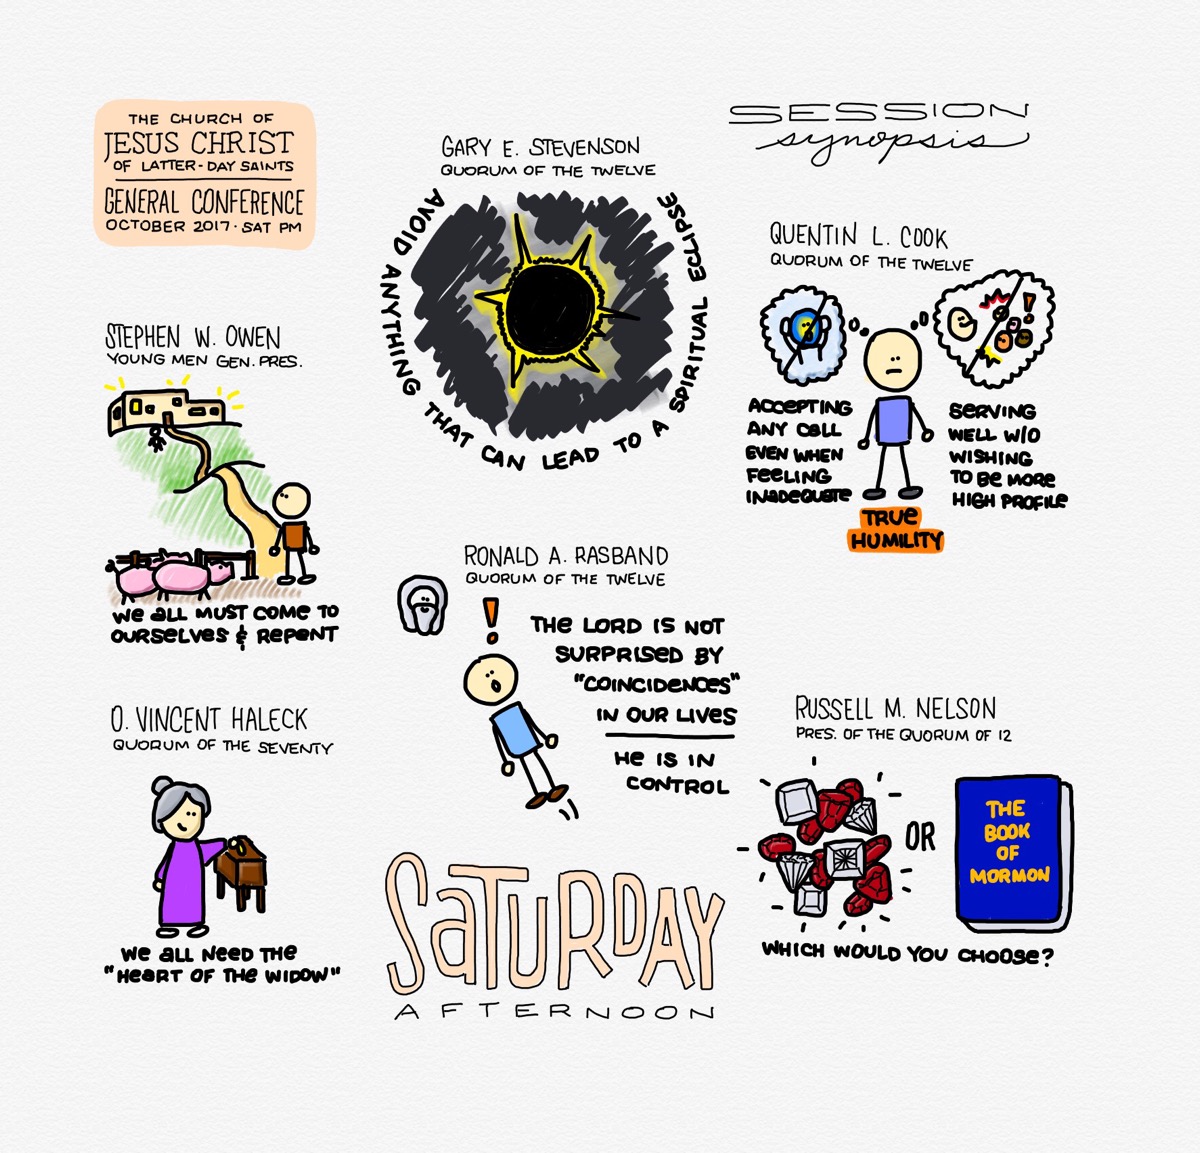 THE CHURCH OF
JESUS CHRIST
OF LATTER-DAY SAINTS
GENERAL CONFERENCE
OCTOBER 2017 · SAT PM
SESSION
synopsis
GARY E. STEVENSON
QUORUM OF THE TWELVE
AVOID ANYTHING THAT CAN LEAD TO A SPIRITUAL ECLIPSE
QUENTIN L. COOK
QUORUM OF THE TWELVE
ACCEPTING
ANY CALL
EVEN WHEN
FEELING
INADEQUATE
SERVING
WELL W/O
WISHING
TO BE MORE
HIGH PROFILE
TRUE
HUMILITY
STEPHEN W. OWEN
YOUNG MEN GEN. PRES.
WE ALL MUST COME TO
OURSELVES & REPENT
RONALD A. RASBAND
QUORUM OF THE TWELVE
!
THE LORD IS NOT
SURPRISED BY
"COINCIDENCES"
IN OUR LIVES
HE IS IN
CONTROL
O. VINCENT HALECK
QUORUM OF THE SEVENTY
WE ALL NEED THE
"HEART OF THE WIDOW"
RUSSELL M. NELSON
PRES. OF THE QUORUM OF 12
OR
THE
BOOK
OF
MORMON
WHICH WOULD YOU CHOOSE?
SATURDAY
AFTERNOON